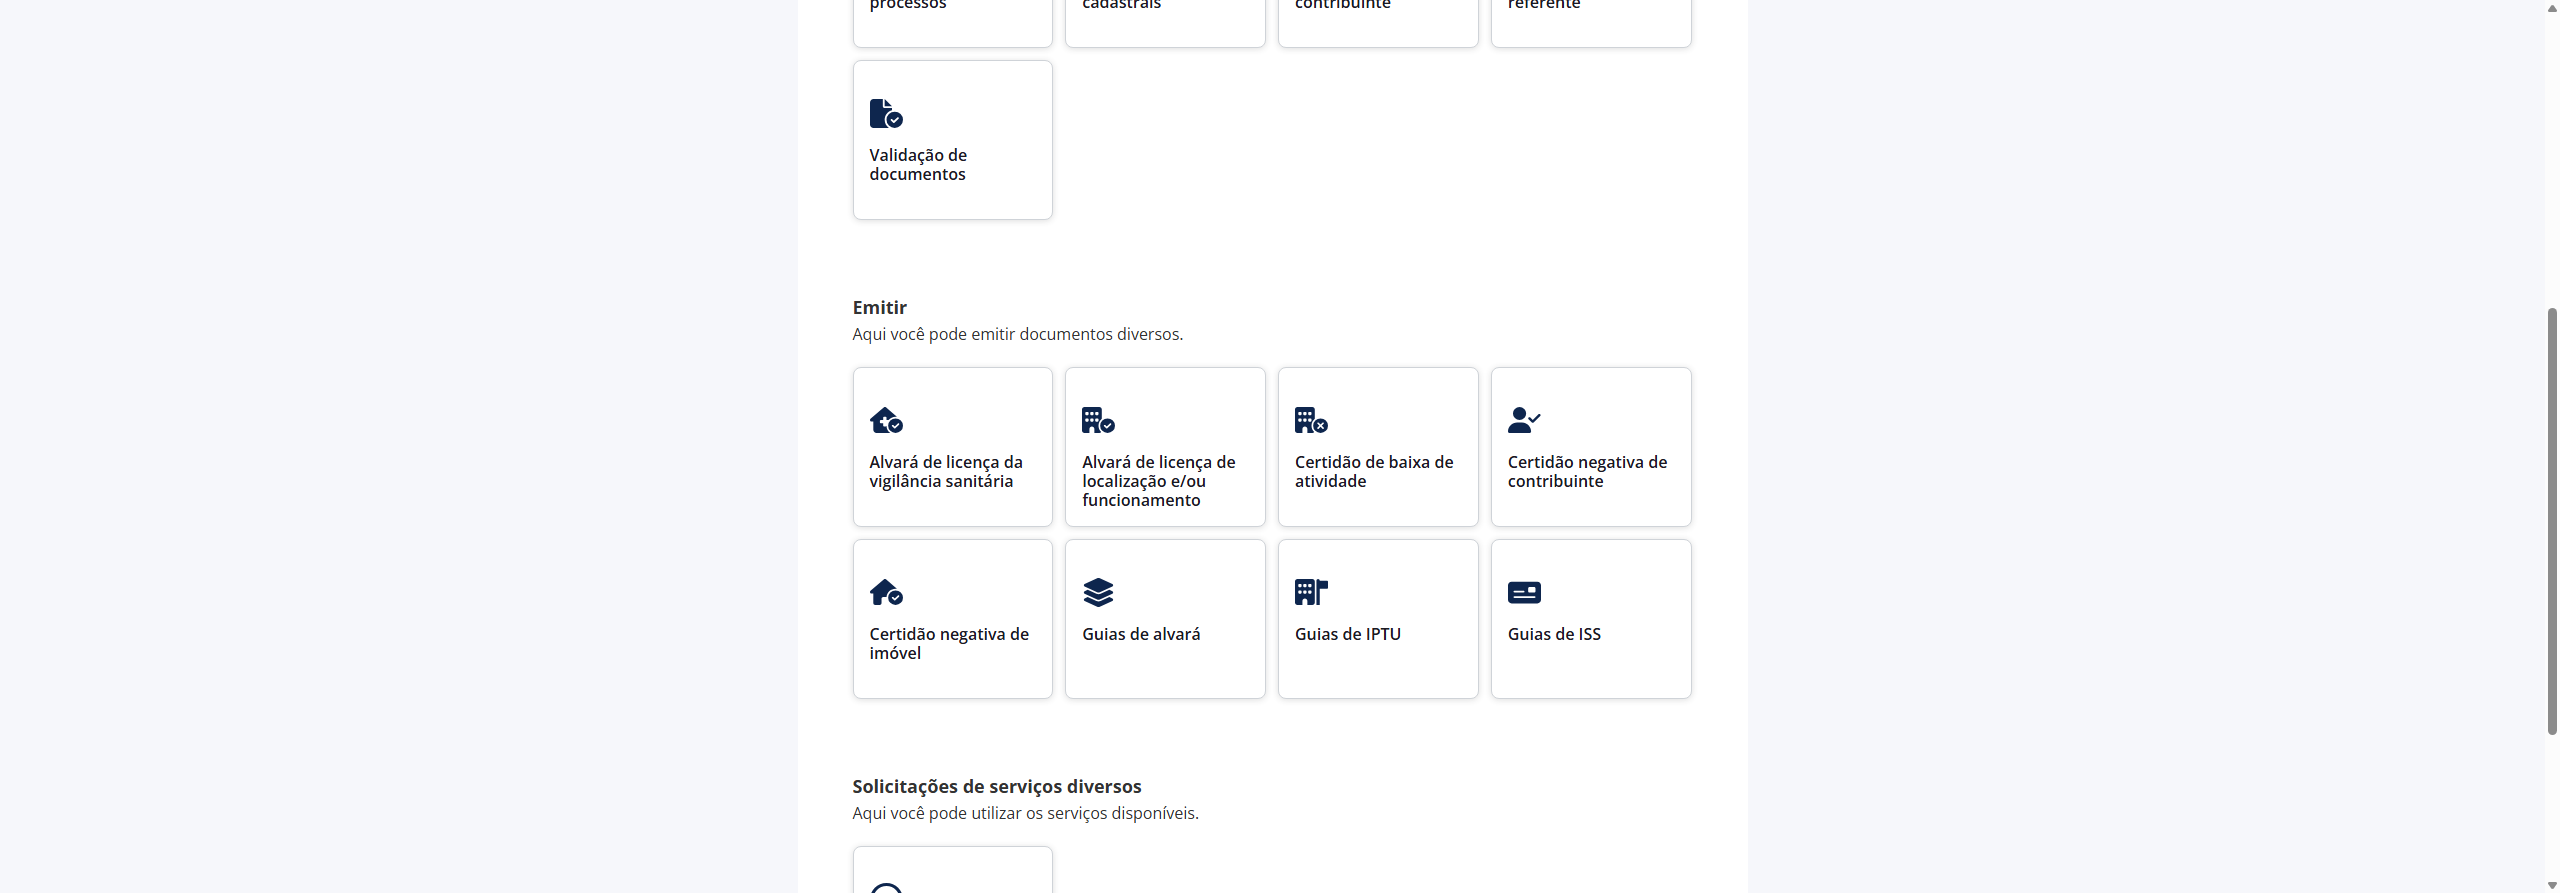 processos
cadastrais
contribuinte
referente
Validação de
documentos
Emitir
Aqui você pode emitir documentos diversos.
Alvará de licença da
vigilância sanitária
Alvará de licença de
localização e/ou
funcionamento
Certidão de baixa de
atividade
Certidão negativa de
contribuinte
Certidão negativa de
imóvel
Guias de alvará
Guias de IPTU
Guias de ISS
Solicitações de serviços diversos
Aqui você pode utilizar os serviços disponíveis.